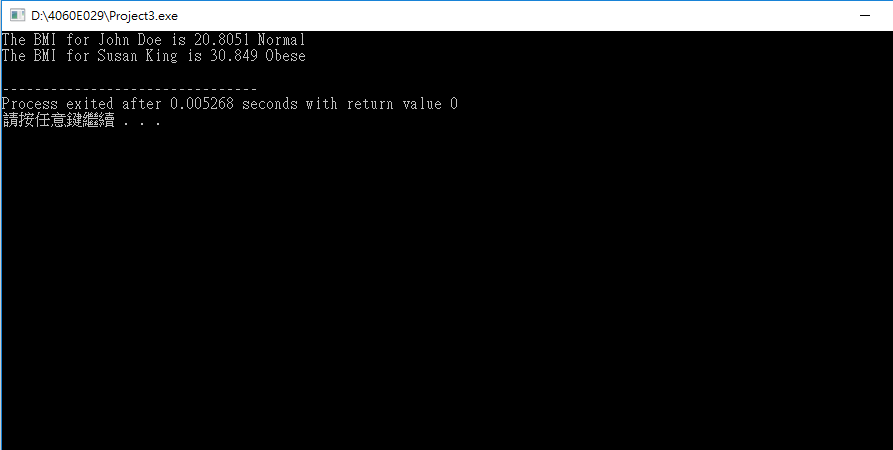 D:\4060E029\Project3.exe
The BMI for John Doe is 20.8051 Normal
The BMI for Susan King is 30.849 Obese
--------------------------------
Process exited after 0.005268 seconds with return value 0
請按任意鍵繼續 . . .